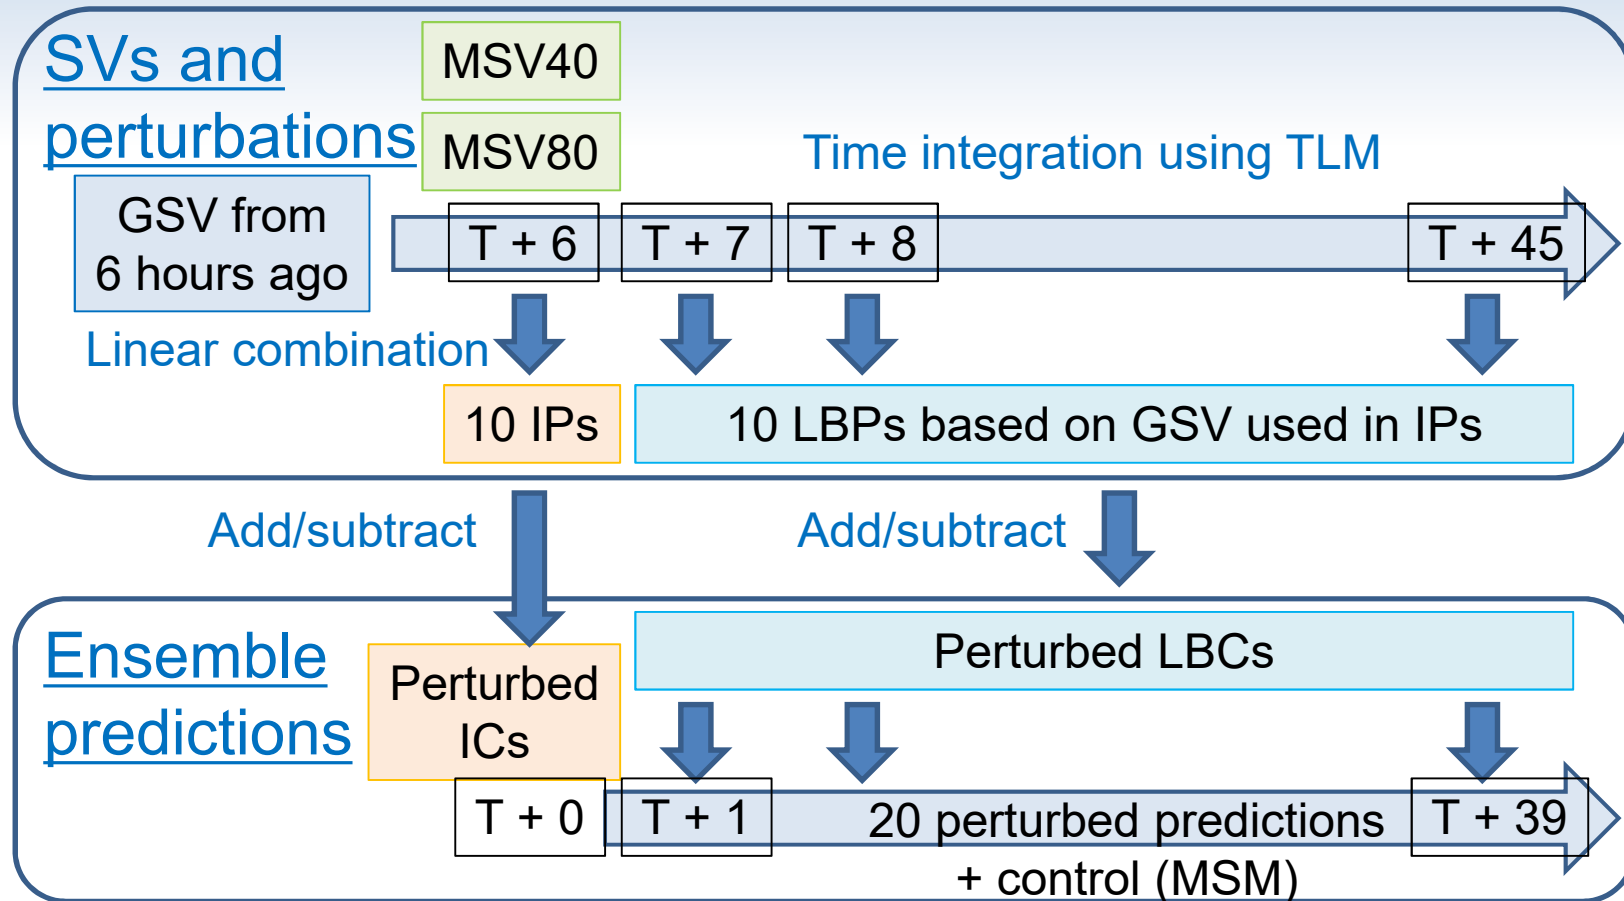 SVs and
perturbations
MSV40
MSV80
Time integration using TLM
GSV from
6 hours ago
T + 6
T + 7
T + 8
T + 45
Linear combination
10 IPs
10 LBPs based on GSV used in IPs
Add/subtract
Add/subtract
Ensemble
predictions
Perturbed
ICs
Perturbed LBCs
T + 0
T + 1
20 perturbed predictions
+ control (MSM)
T + 39